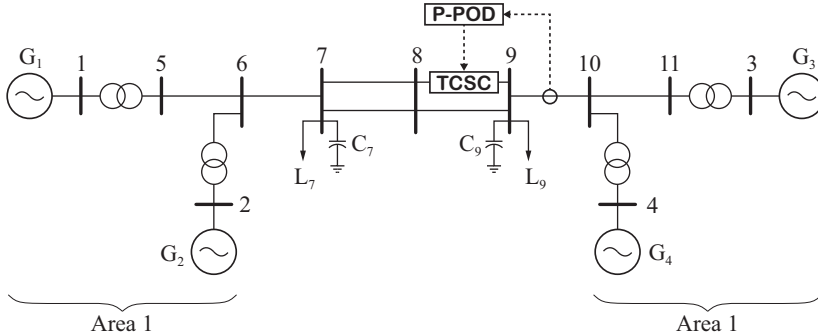 P-POD
G1
1
5
6
7
8
TCSC
9
10
11
3
G3
C7
L7
C9
L9
2
G2
4
G4
Area 1
Area 1